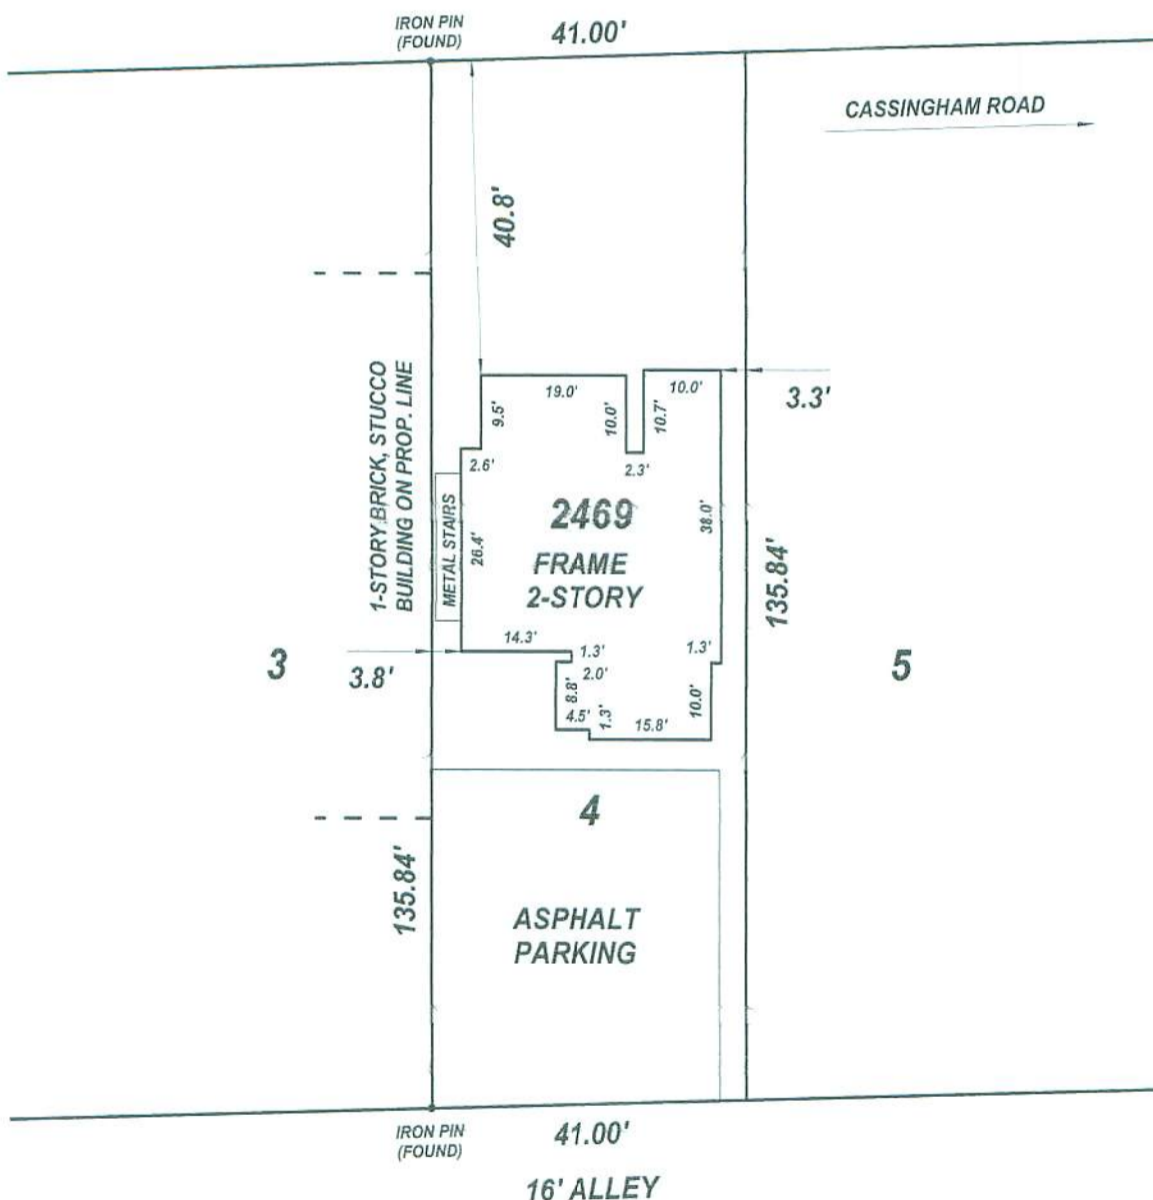 IRON PIN
(FOUND)
41.00'
CASSINGHAM ROAD
40.8'
1-STORY BRICK, STUCCO
BUILDING ON PROP. LINE
19.0'
10.0'
3.3'
9.5'
10.0'
10.7'
2.6'
2.3'
METAL STAIRS
26.4'
2469
FRAME
2-STORY
38.0'
135.84'
14.3'
1.3'
1.3'
3
3.8'
2.0'
5
8.8'
10.0'
4.5'
1.3'
15.8'
4
135.84'
ASPHALT
PARKING
IRON PIN
(FOUND)
41.00'
16' ALLEY